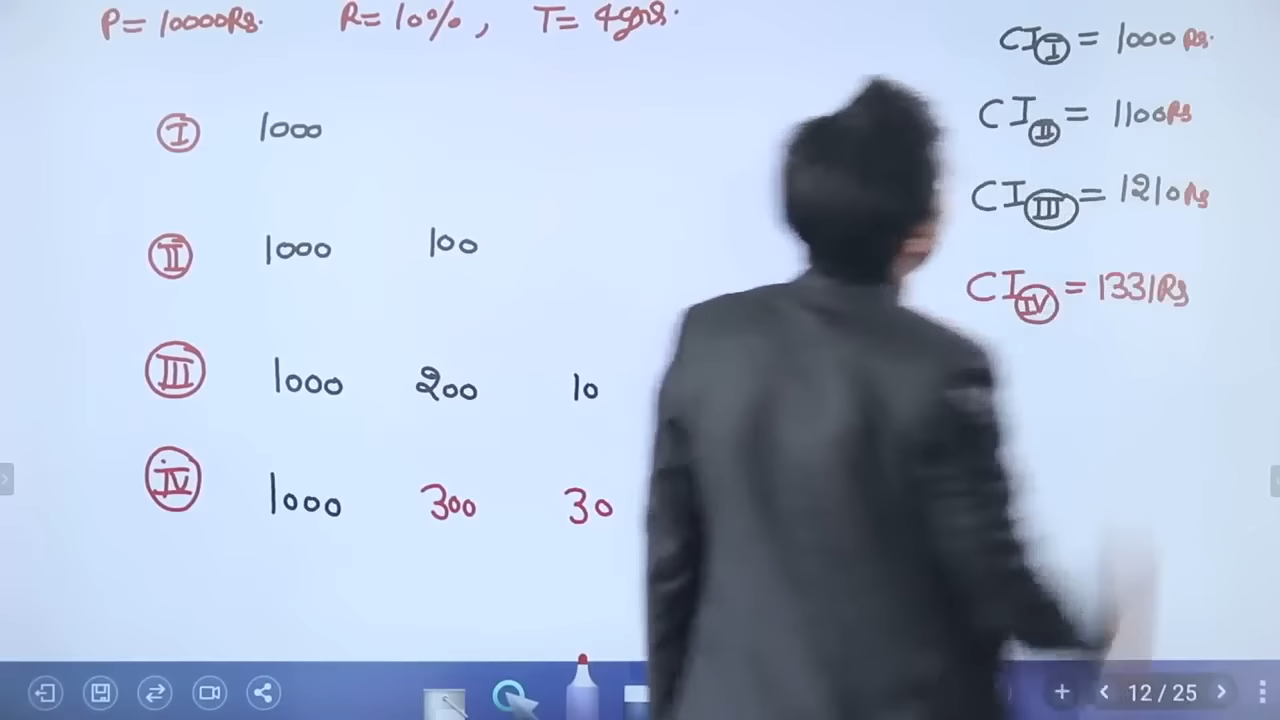 P= 10000Rs. R= 10%, T= 4yrs.
CI I = 1000 Rs.
I 1000
CI II = 1100Rs
II 1000 100
CI III = 1210Rs
CI IV = 1331Rs
III 1000 200 10
IV 1000 300 30
12 / 25